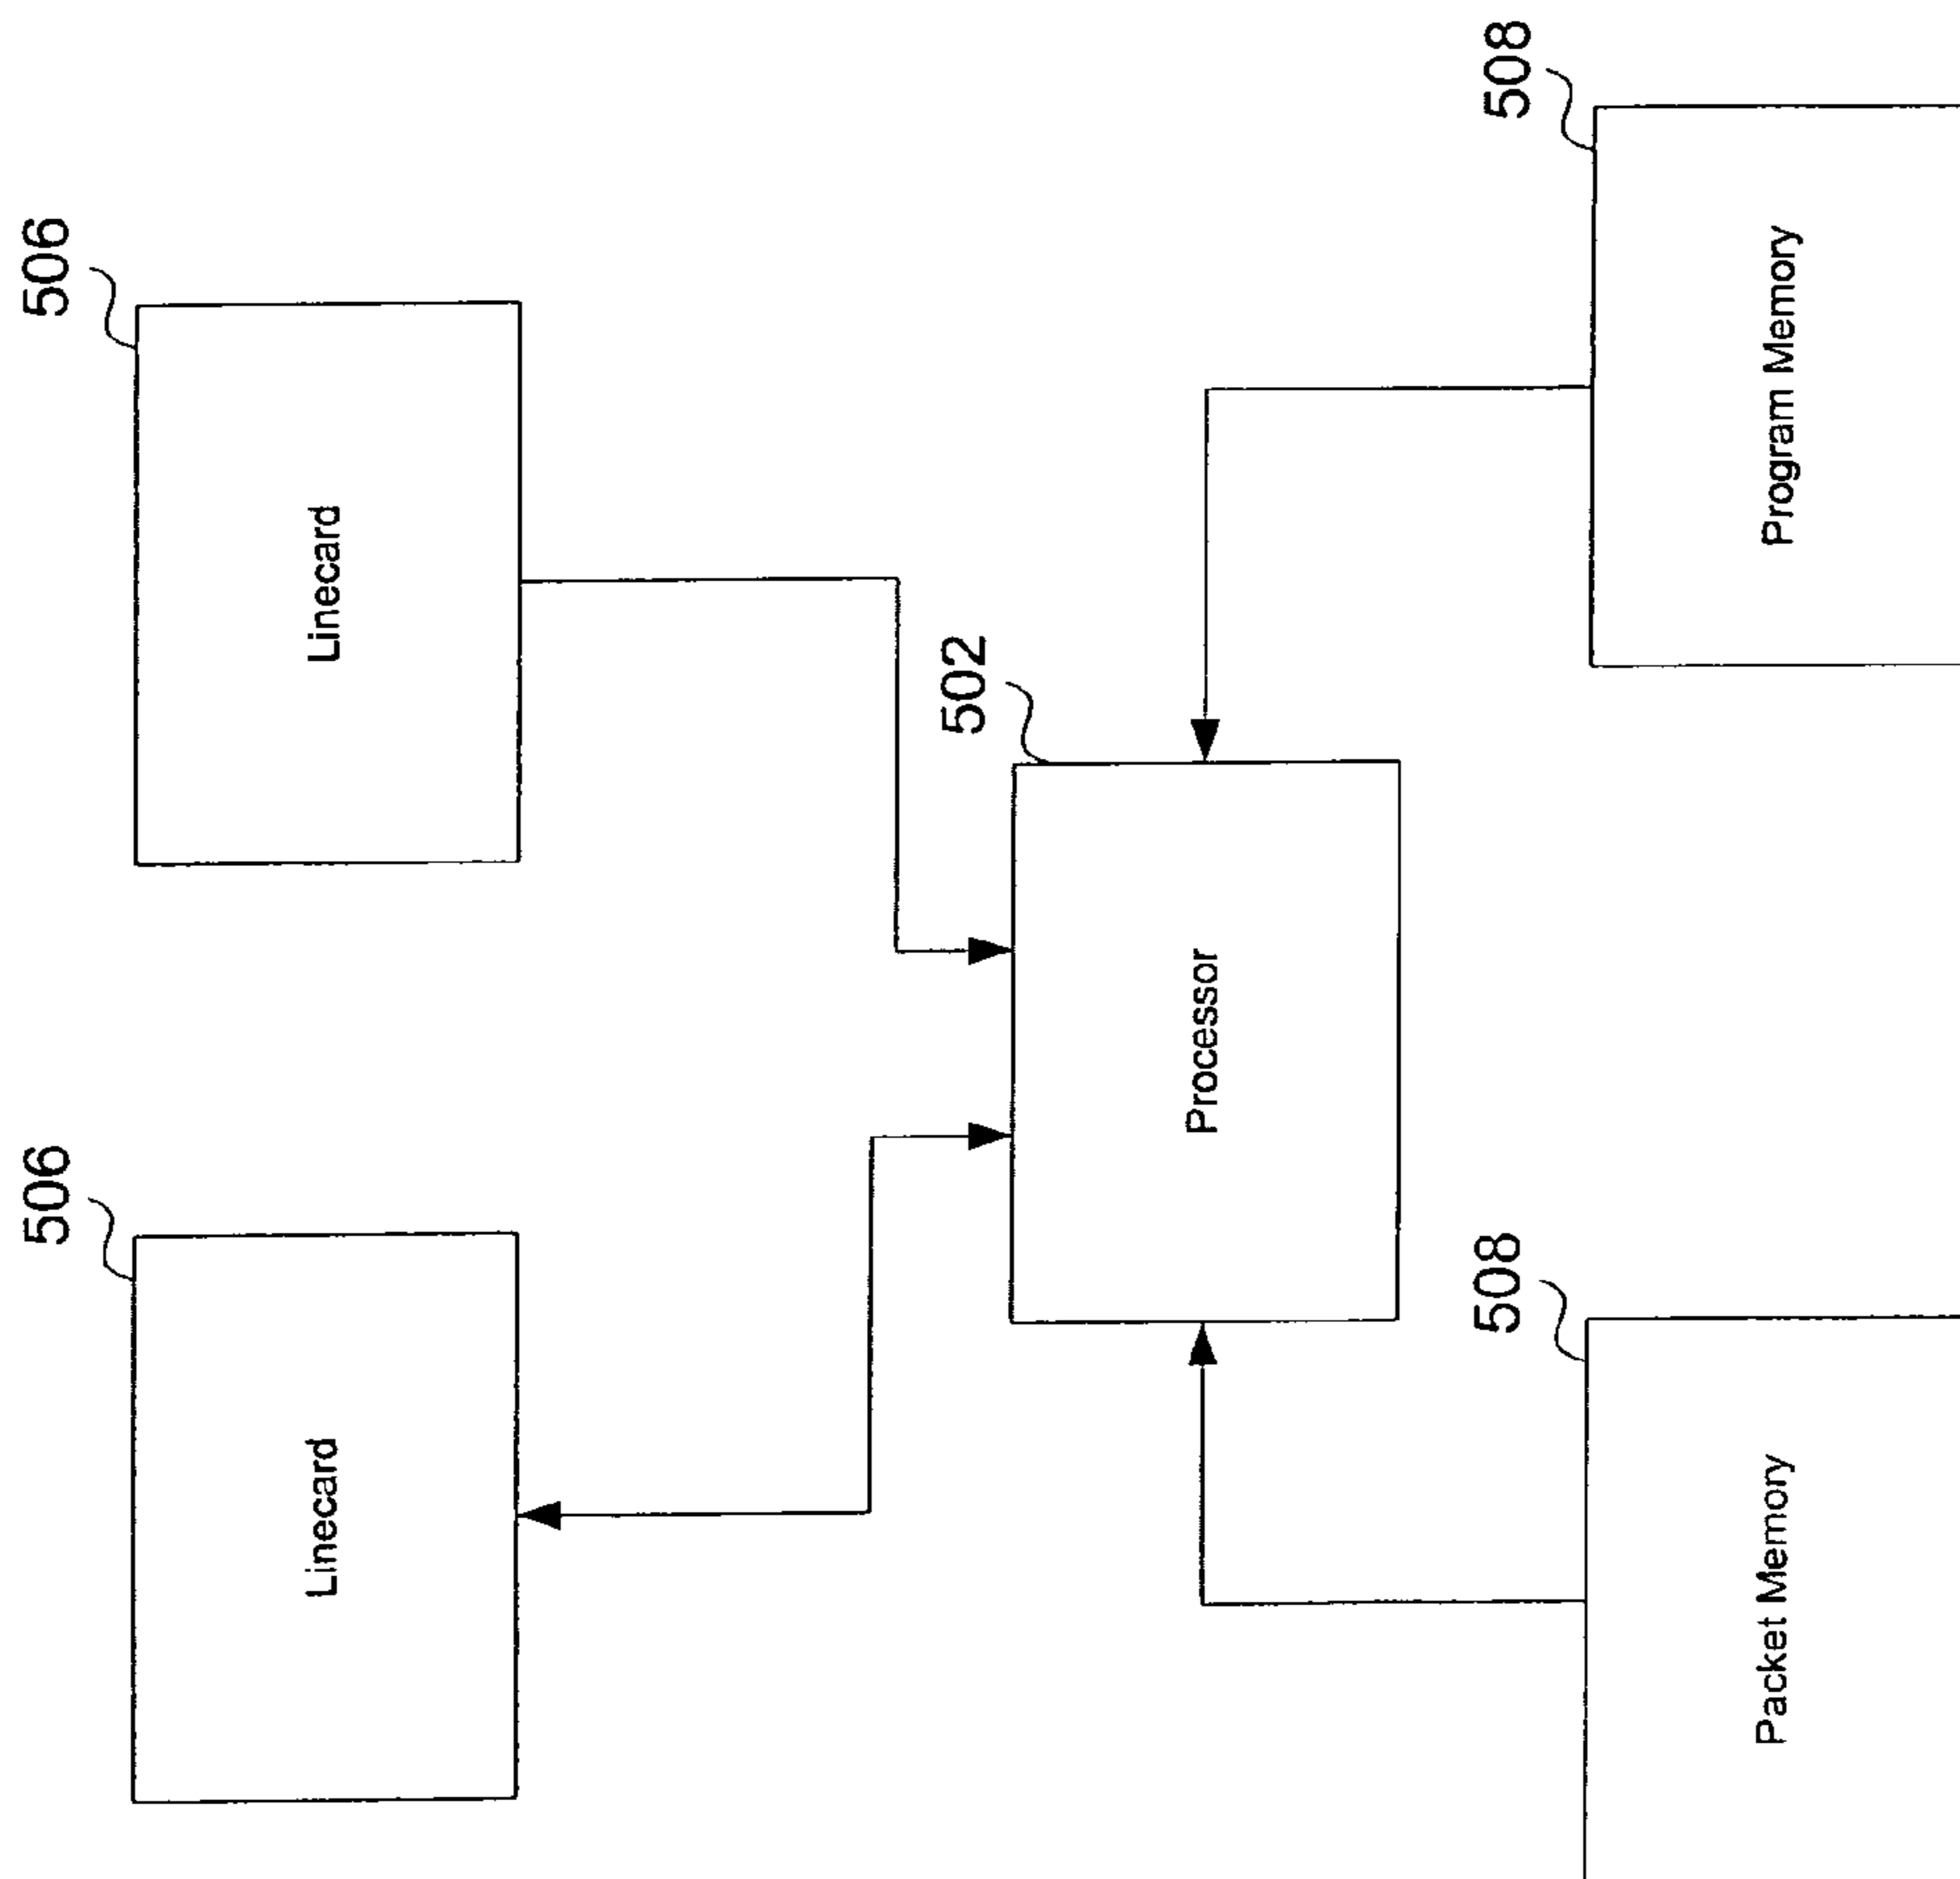 506
506
Linecard
Linecard
502
Processor
508
508
Packet Memory
Program Memory